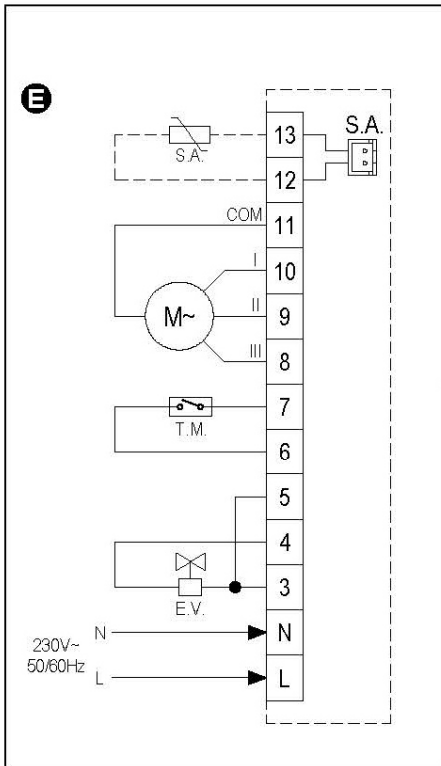 E
13
S.A.
S.A.
12
COM
11
I
10
M~
II
9
III
8
7
T.M.
6
5
4
3
E.V.
N
N
230V~
50/60Hz
L
L